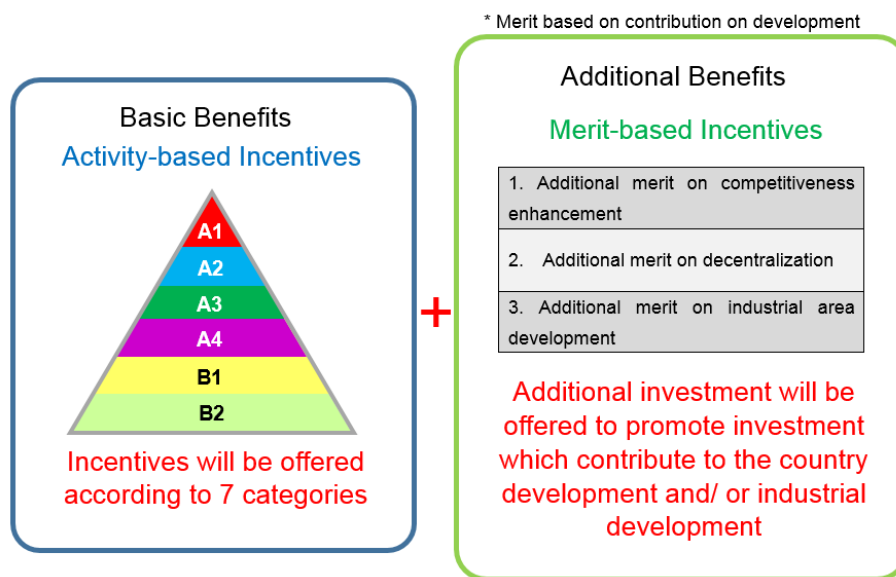 * Merit based on contribution on development
Basic Benefits
Activity-based Incentives
A1
A2
A3
A4
B1
B2
Incentives will be offered
according to 7 categories
+
Additional Benefits
Merit-based Incentives
1. Additional merit on competitiveness
enhancement
2. Additional merit on decentralization
3. Additional merit on industrial area
development
Additional investment will be
offered to promote investment
which contribute to the country
development and/ or industrial
development